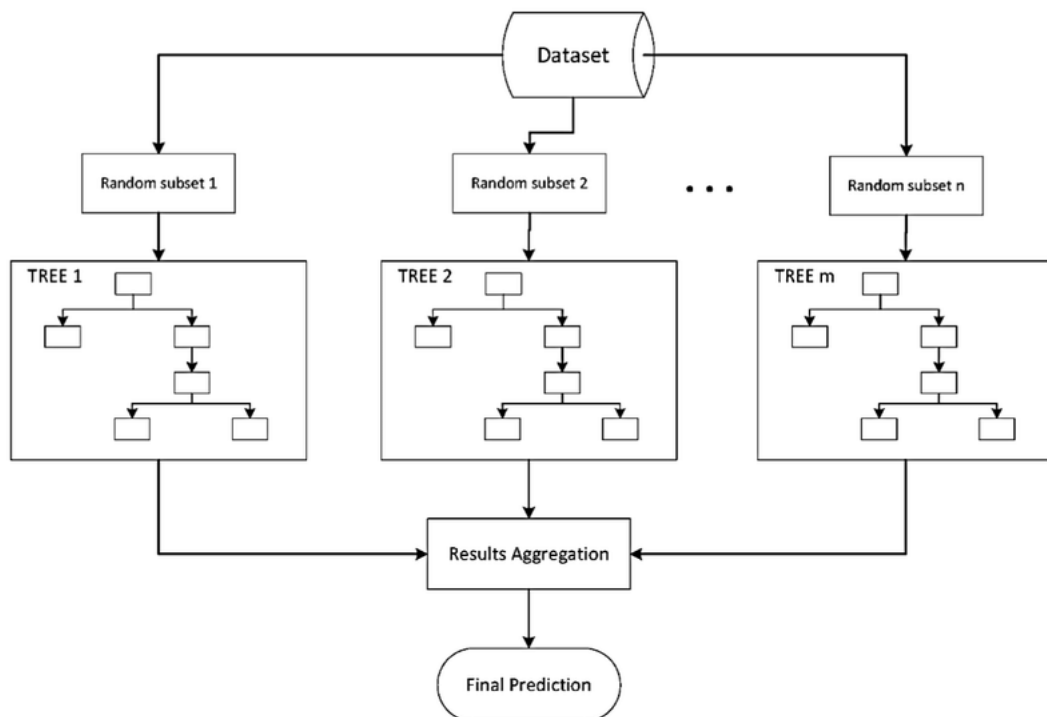 Dataset
Random subset 1
Random subset 2
• • •
Random subset n
TREE 1
TREE 2
TREE m
Results Aggregation
Final Prediction